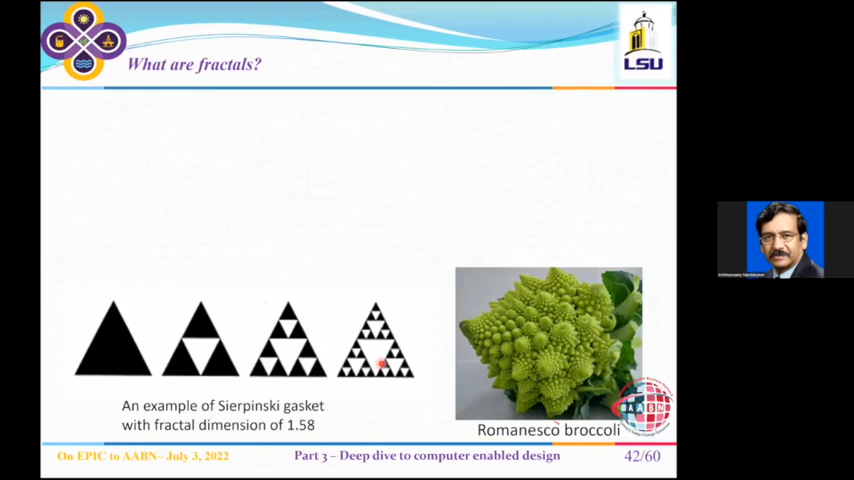 What are fractals?
LSU
An example of Sierpinski gasket
with fractal dimension of 1.58
Romanesco broccoli
AABN
On EPIC to AABN– July 3, 2022
Part 3 – Deep dive to computer enabled design
42/60